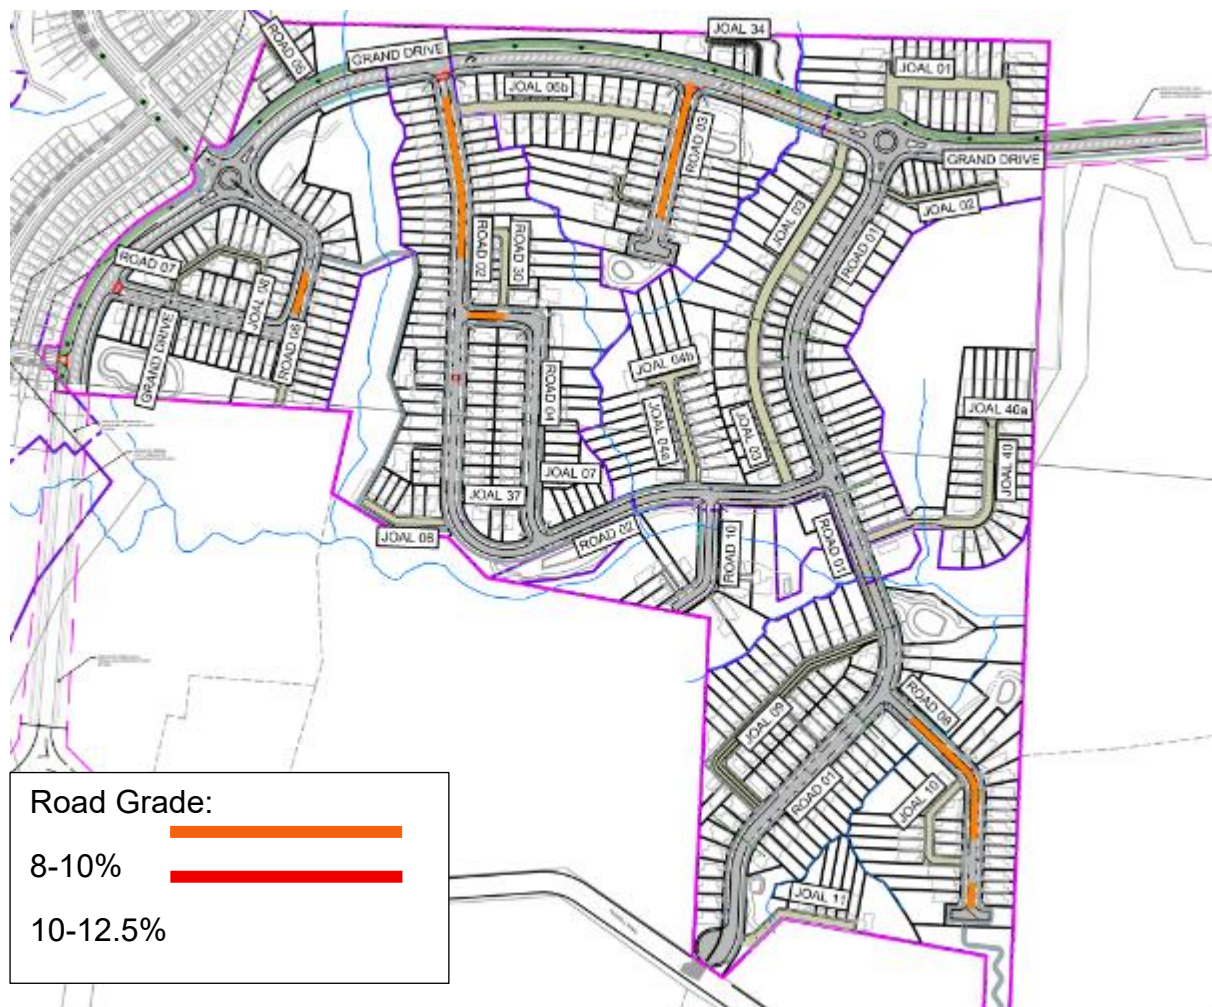 JOAL 34
ROAD 05
GRAND DRIVE
JOAL 01
JOAL 06b
ROAD 03
GRAND DRIVE
JOAL 02
JOAL 03
ROAD 01
ROAD 07
ROAD 02
ROAD 30
JOAL 26
GRAND DRIVE
ROAD 06
JOAL 04b
ROAD 04
JOAL 04a
JOAL 03
JOAL 40a
JOAL 40
JOAL 07
JOAL 37
JOAL 08
ROAD 02
ROAD 10
ROAD 01
ROAD 08
JOAL 09
ROAD 01
JOAL 10
JOAL 11
Road Grade:
8-10%
10-12.5%